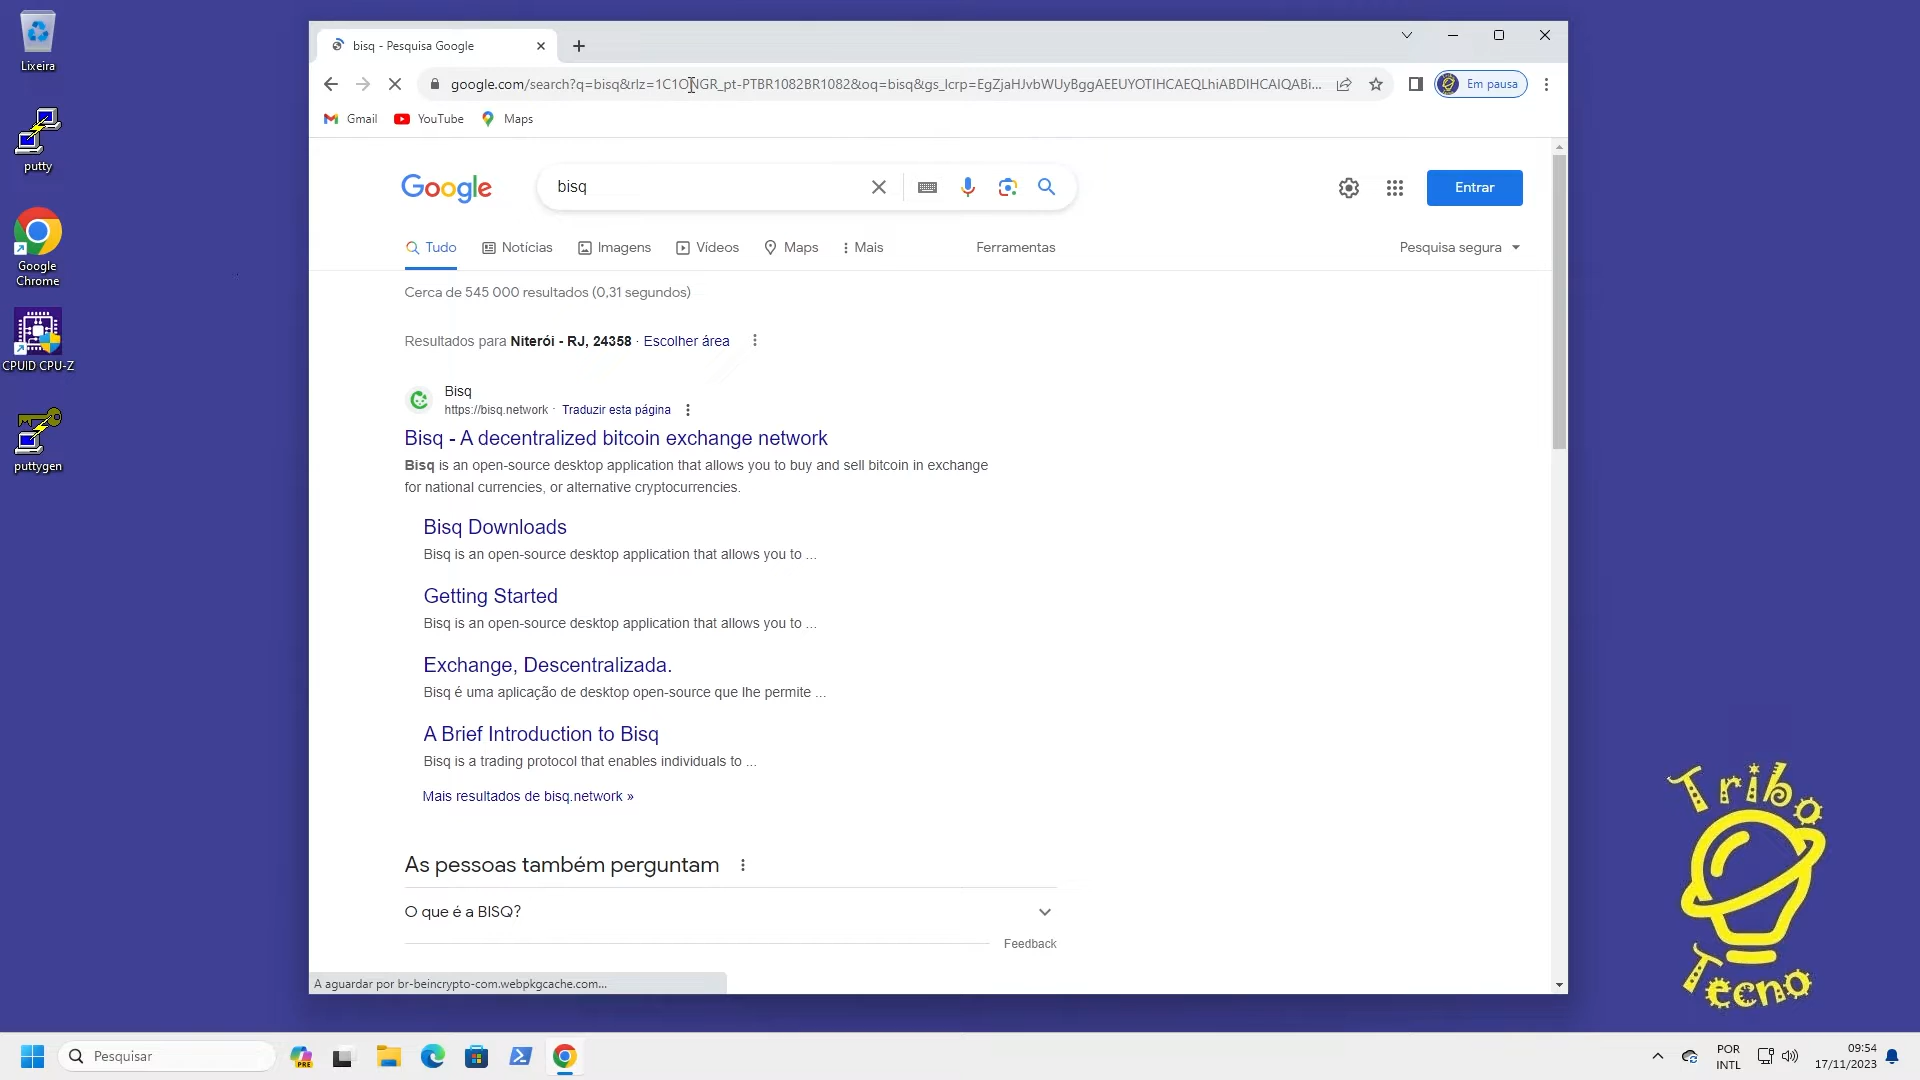 Lixeira
putty
Google
Chrome
CPUID CPU-Z
puttygen
bisq - Pesquisa Google
google.com/search?q=bisq&rlz=1C1ONGR_pt-PTBR1082BR1082&oq=bisq&gs_lcrp=EgZjaHJvbWUyBggAEEUYOTIHCAEQLhiABDIHCAIQABi...
Em pausa
Gmail
YouTube
Maps
Google
bisq
Entrar
Tudo
Notícias
Imagens
Vídeos
Maps
Mais
Ferramentas
Pesquisa segura
Cerca de 545 000 resultados (0,31 segundos)
Resultados para Niterói - RJ, 24358 · Escolher área
Bisq
https://bisq.network · Traduzir esta página
Bisq - A decentralized bitcoin exchange network
Bisq is an open-source desktop application that allows you to buy and sell bitcoin in exchange
for national currencies, or alternative cryptocurrencies.
Bisq Downloads
Bisq is an open-source desktop application that allows you to ...
Getting Started
Bisq is an open-source desktop application that allows you to ...
Exchange, Descentralizada.
Bisq é uma aplicação de desktop open-source que lhe permite ...
A Brief Introduction to Bisq
Bisq is a trading protocol that enables individuals to ...
Mais resultados de bisq.network »
As pessoas também perguntam
O que é a BISQ?
Feedback
A aguardar por br-beincrypto-com.webpkgcache.com...
Tribo
Tecno
Pesquisar
PRE
POR
INTL
09:54
17/11/2023